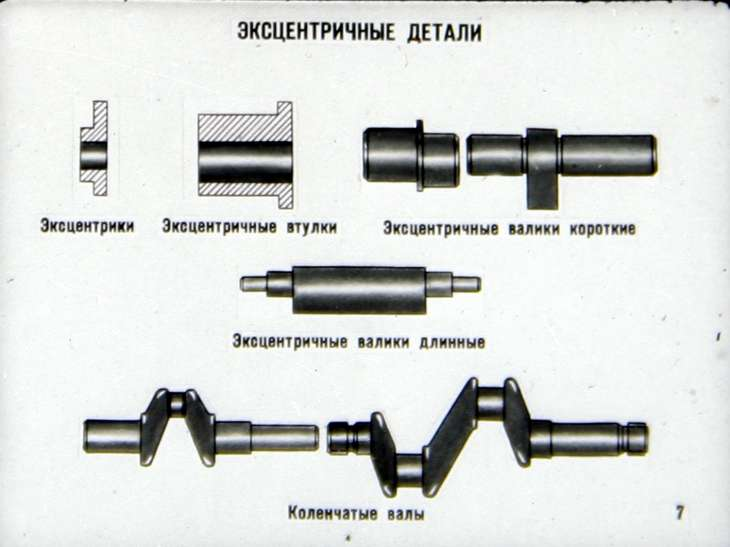 ЭКСЦЕНТРИЧНЫЕ ДЕТАЛИ
Эксцентрики
Эксцентричные втулки
Эксцентричные валики короткие
Эксцентричные валики длинные
Коленчатые валы
7